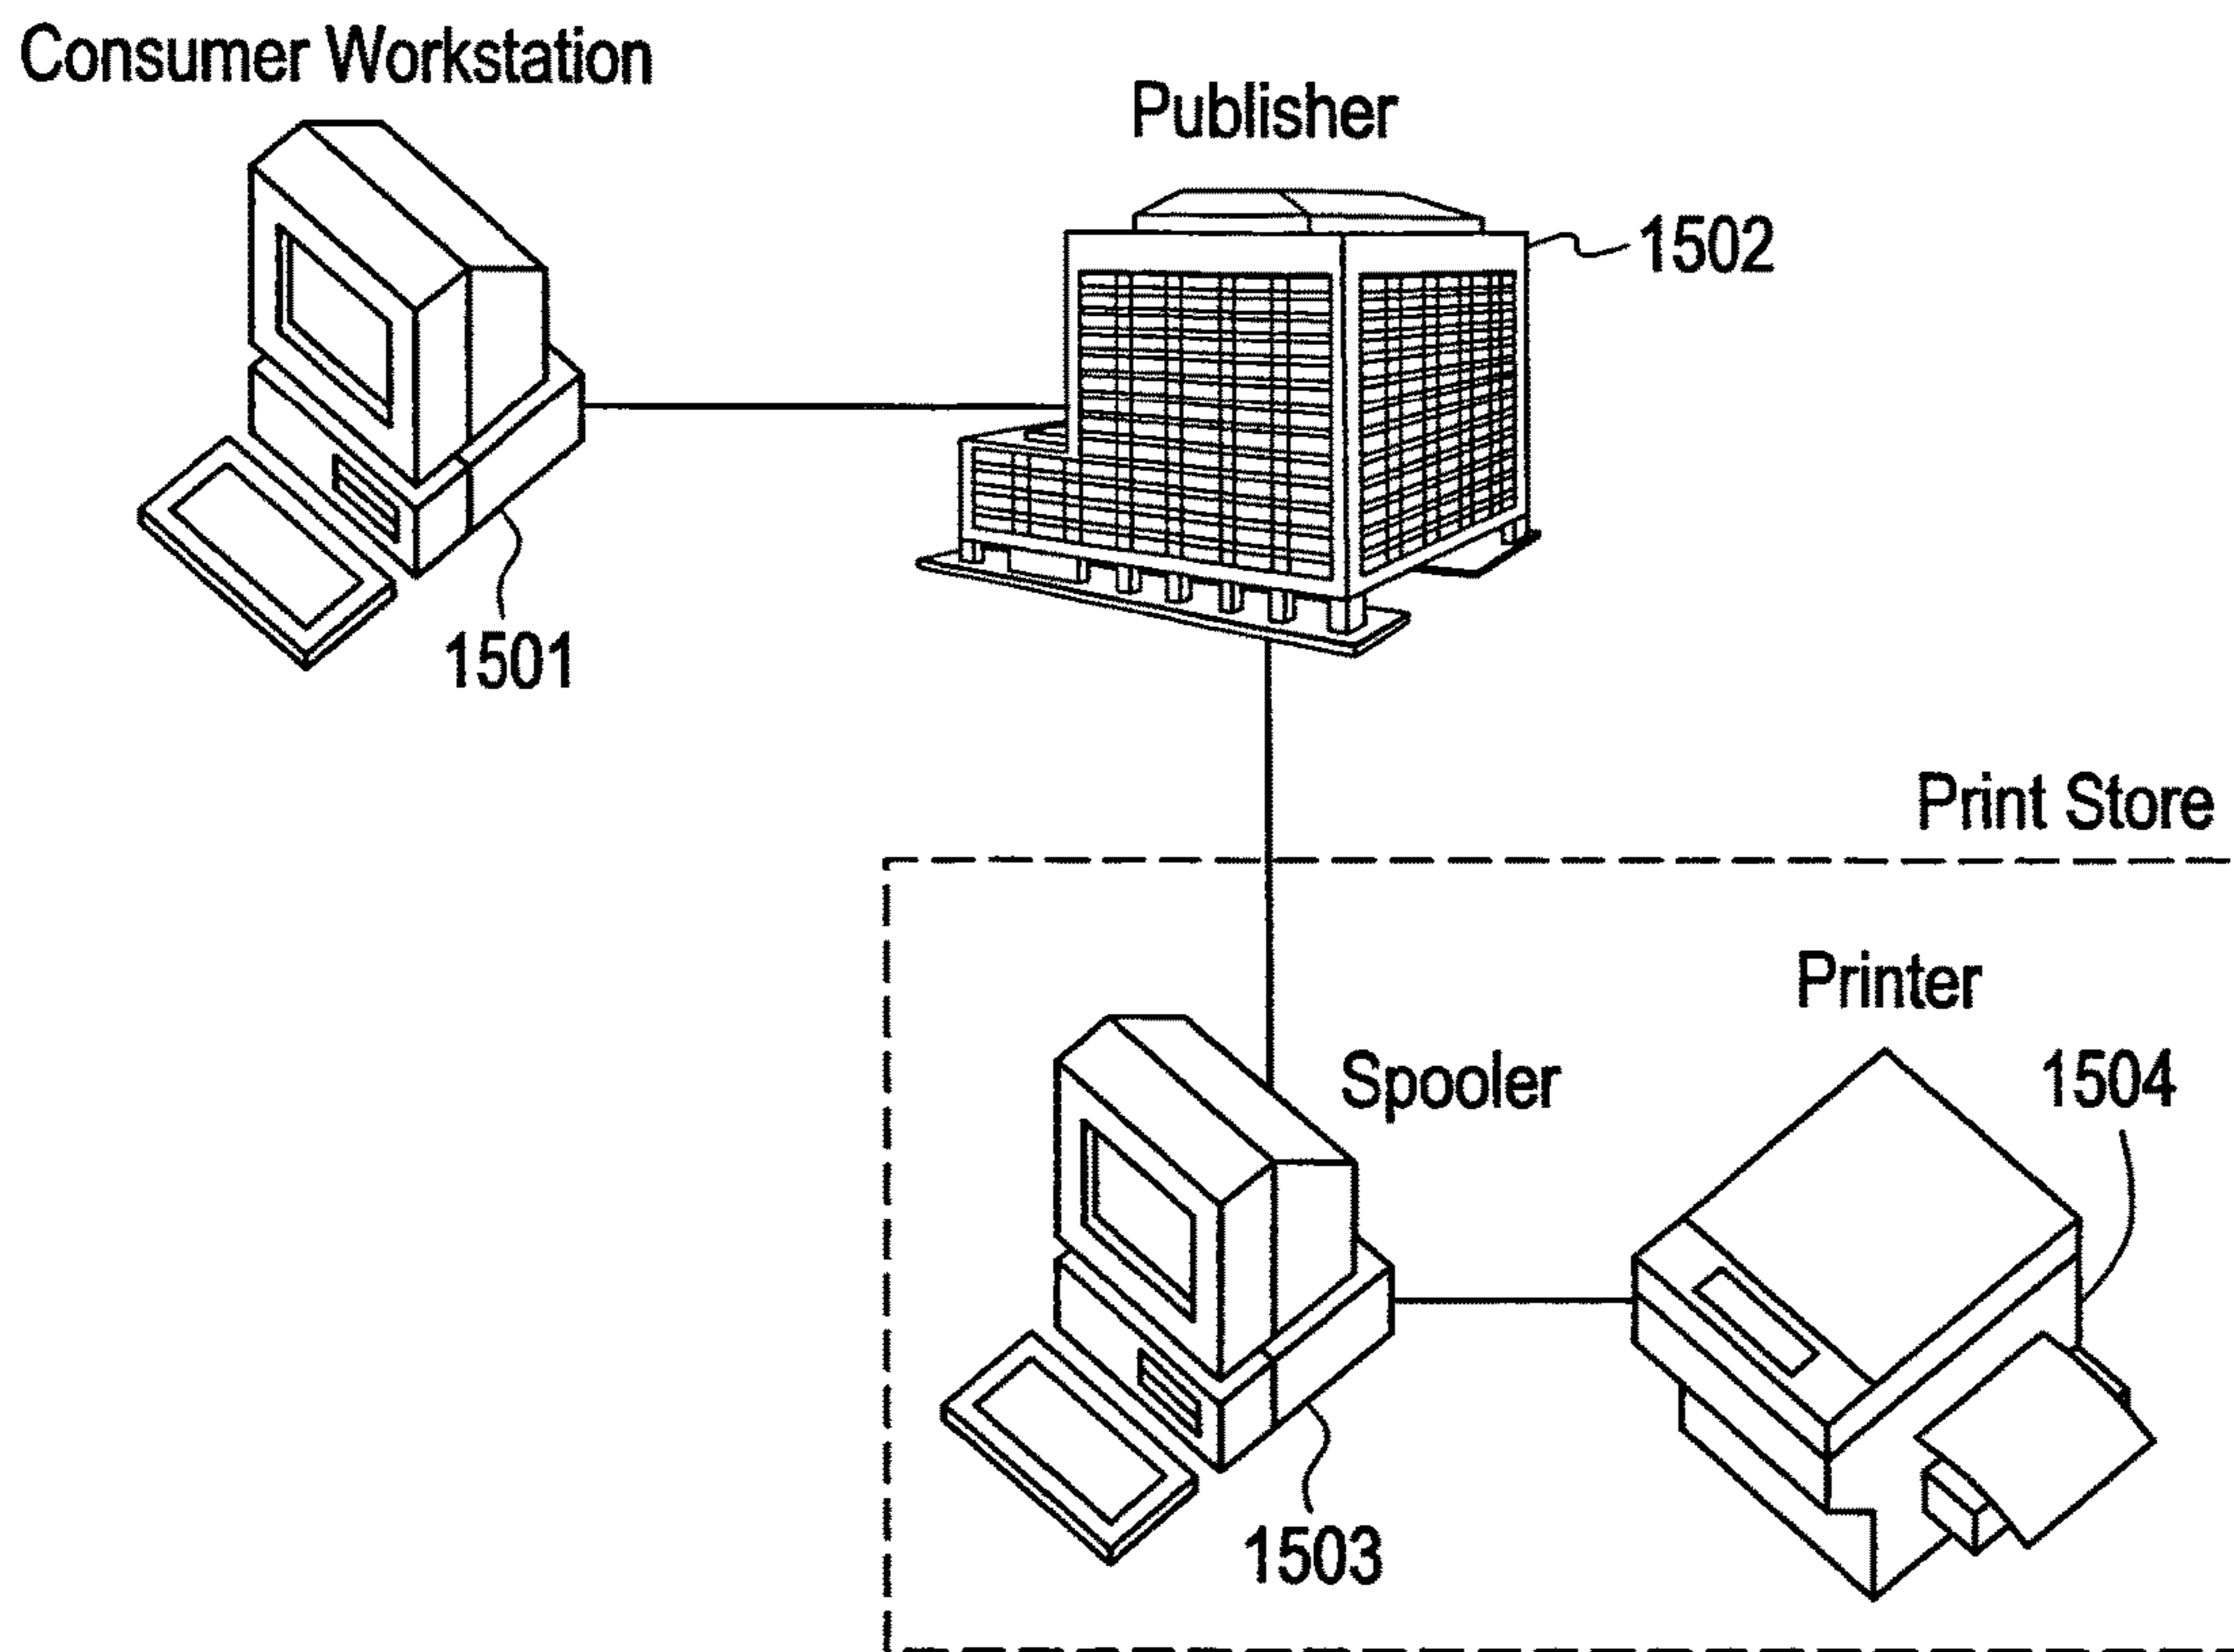 Consumer Workstation
Publisher
1502
1501
Print Store
Printer
Spooler
1504
1503